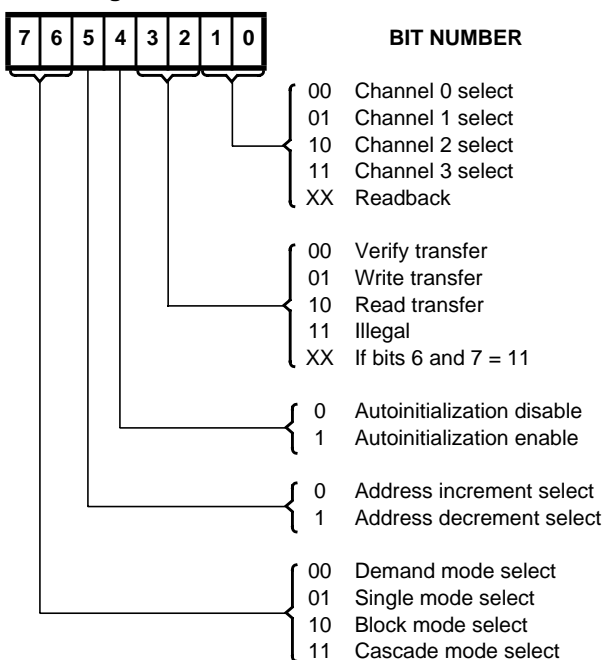 7 6 5 4 3 2 1 0 BIT NUMBER
00 Channel 0 select
01 Channel 1 select
10 Channel 2 select
11 Channel 3 select
XX Readback
00 Verify transfer
01 Write transfer
10 Read transfer
11 Illegal
XX If bits 6 and 7 = 11
0 Autoinitialization disable
1 Autoinitialization enable
0 Address increment select
1 Address decrement select
00 Demand mode select
01 Single mode select
10 Block mode select
11 Cascade mode select